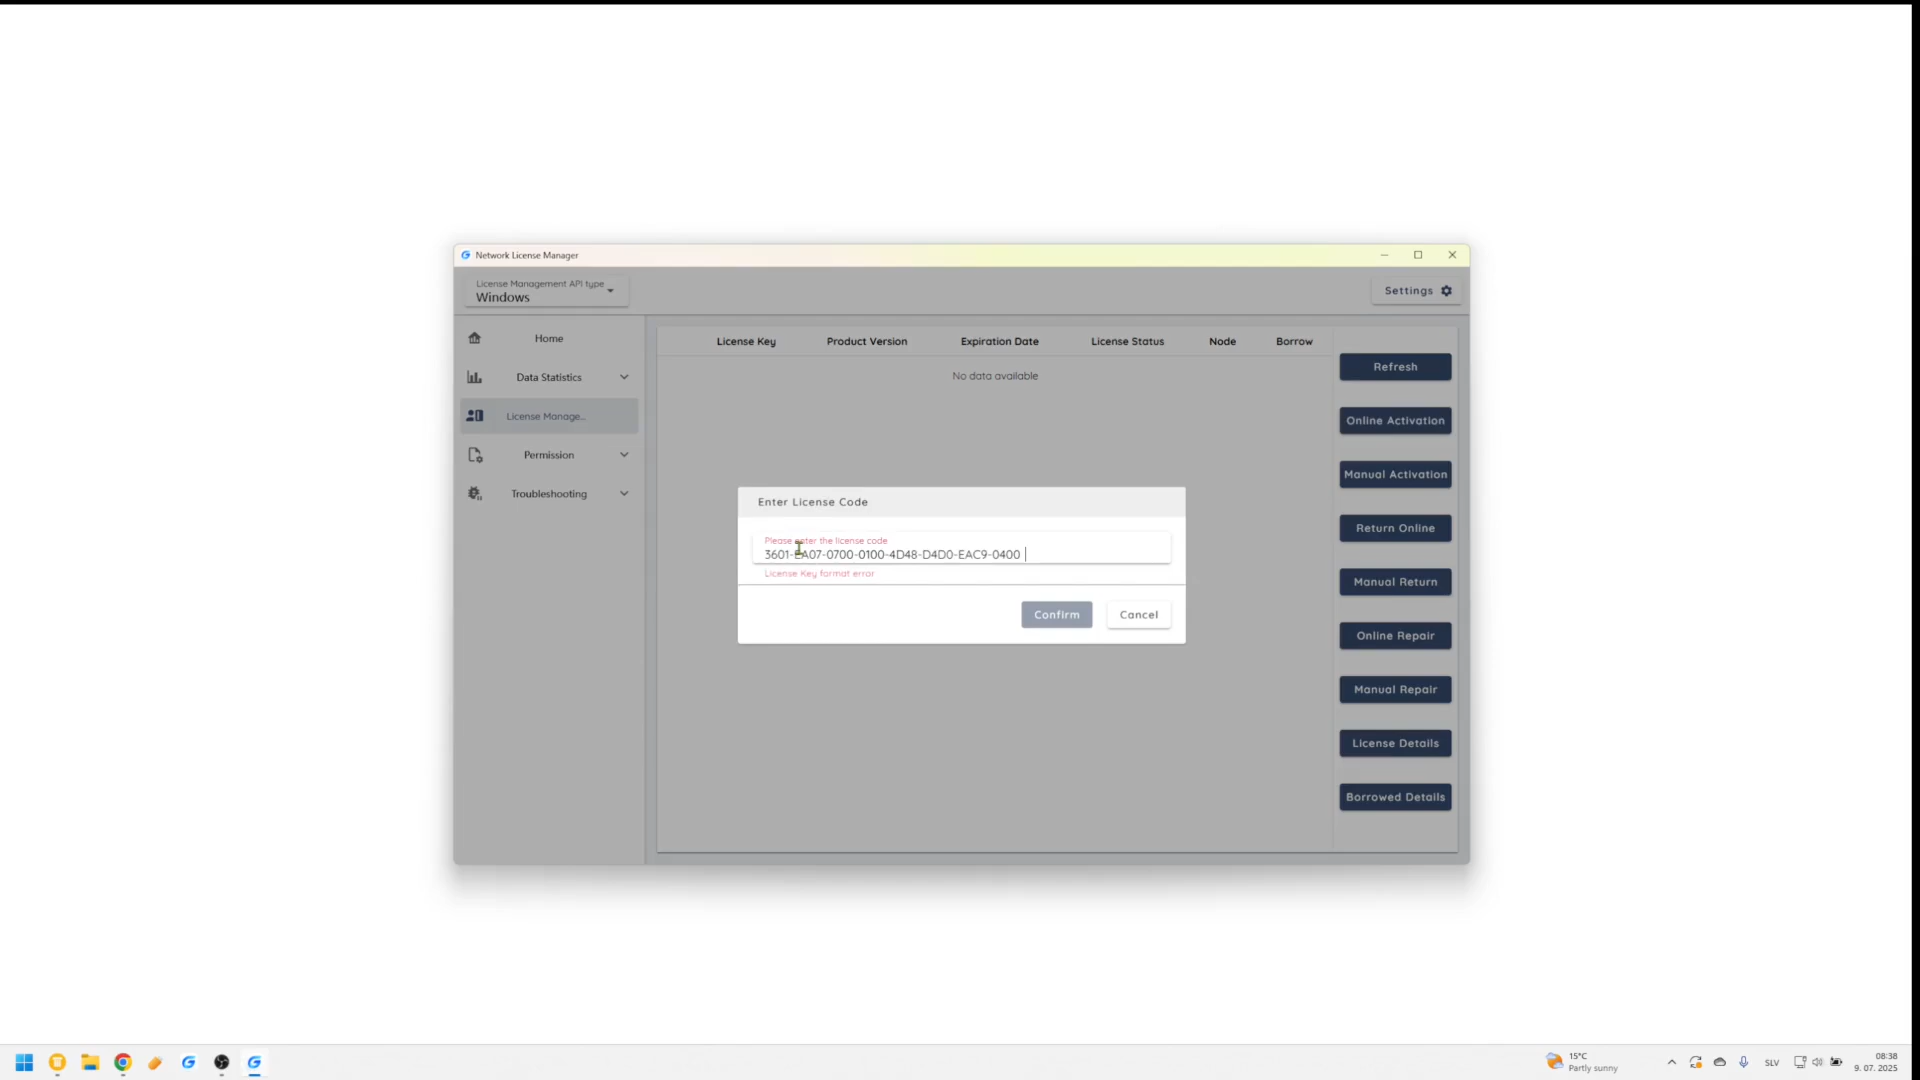 Network License Manager
License Management API type
Windows
Settings
Home
Data Statistics
License Manage...
Permission
Troubleshooting
License Key Product Version Expiration Date License Status Node Borrow
No data available
Refresh
Online Activation
Manual Activation
Return Online
Manual Return
Online Repair
Manual Repair
License Details
Borrowed Details
Enter License Code
Please enter the license code
3601-EA07-0700-0100-4D48-D4D0-EAC9-0400
License Key format error
Confirm
Cancel
15°C
Partly sunny
SLV
08:38
9. 07. 2025